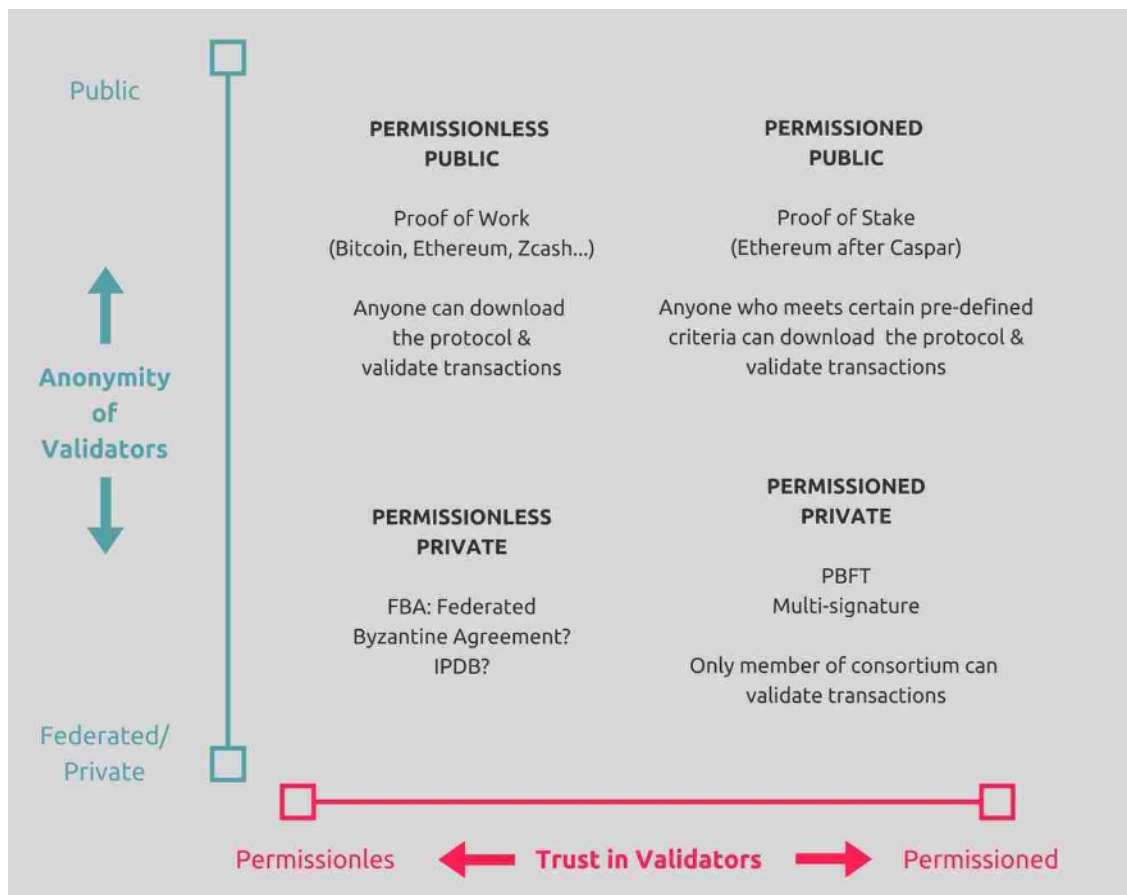 Public
PERMISSIONLESS
PUBLIC
Proof of Work
(Bitcoin, Ethereum, Zcash...)
Anyone can download
the protocol &
validate transactions
PERMISSIONED
PUBLIC
Proof of Stake
(Ethereum after Caspar)
Anyone who meets certain pre-defined
criteria can download the protocol &
validate transactions
Anonymity
of
Validators
PERMISSIONLESS
PRIVATE
FBA: Federated
Byzantine Agreement?
IPDB?
PERMISSIONED
PRIVATE
PBFT
Multi-signature
Only member of consortium can
validate transactions
Federated/
Private
Permissionles
Trust in Validators
Permissioned